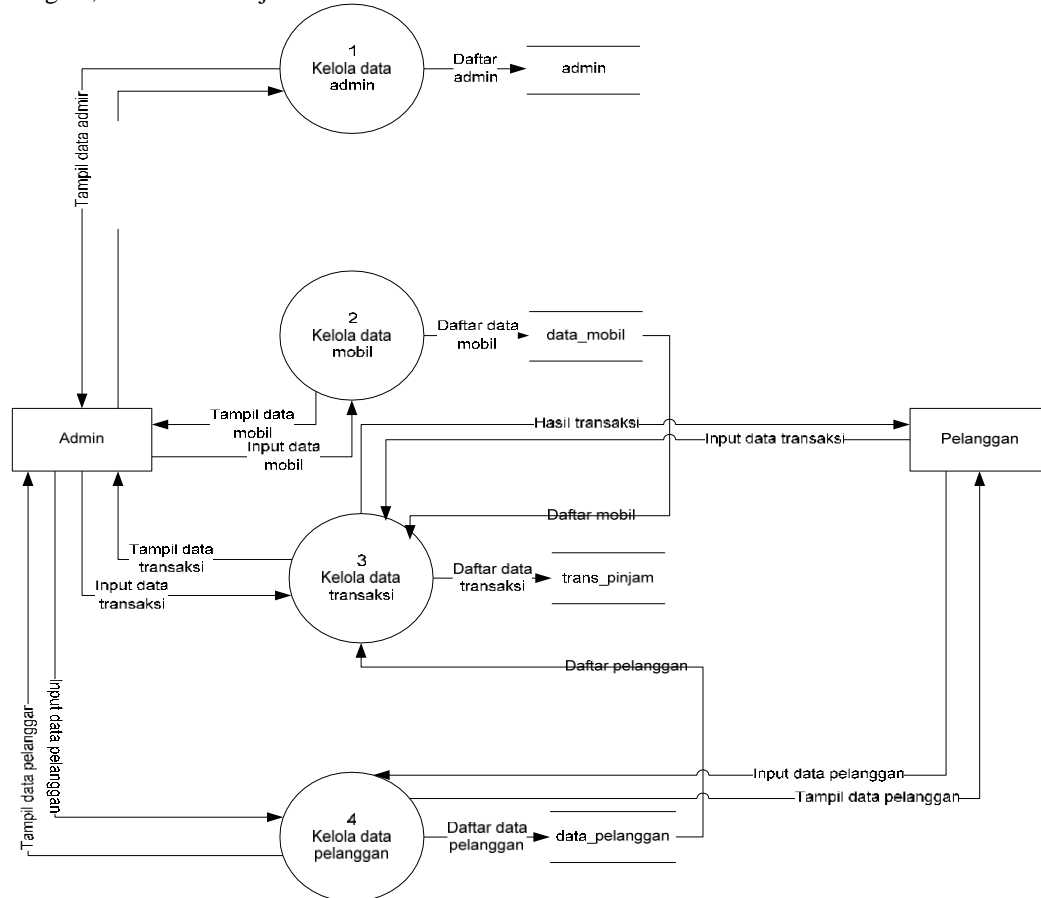 1
Kelola data
admin
Daftar
admin
admin
Tampil data admir
2
Kelola data
mobil
Daftar data
mobil
data_mobil
Tampil data
mobil
Input data
mobil
Admin
Hasil transaksi
Input data transaksi
Pelanggan
Daftar mobil
3
Kelola data
transaksi
Tampil data
transaksi
Input data
transaksi
Daftar data
transaksi
trans_pinjam
Daftar pelanggan
Input data pelanggan
Tampil data pelanggar
Input data pelanggan
Tampil data pelanggan
4
Kelola data
pelanggan
Daftar data
pelanggan
data_pelanggan